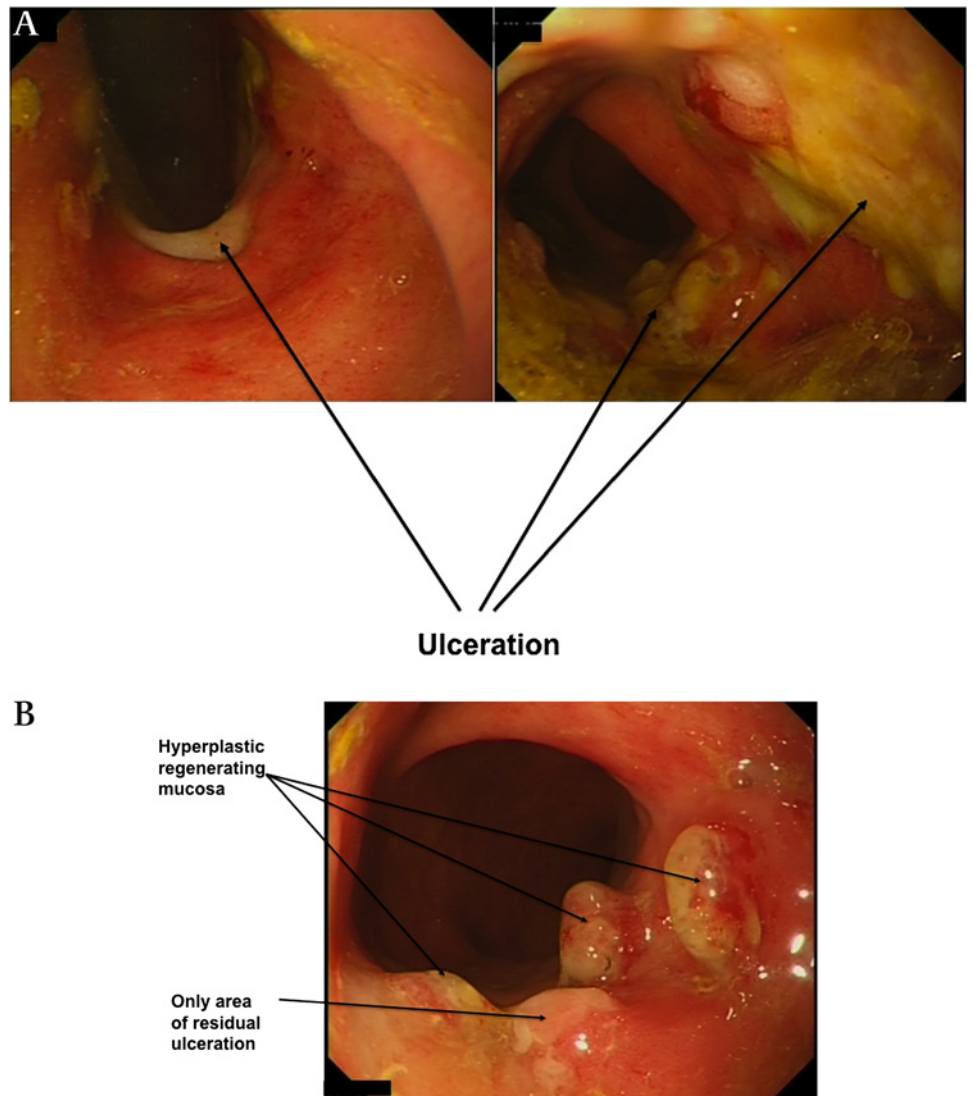 A
Ulceration
B
Hyperplastic
regenerating
mucosa
Only area
of residual
ulceration